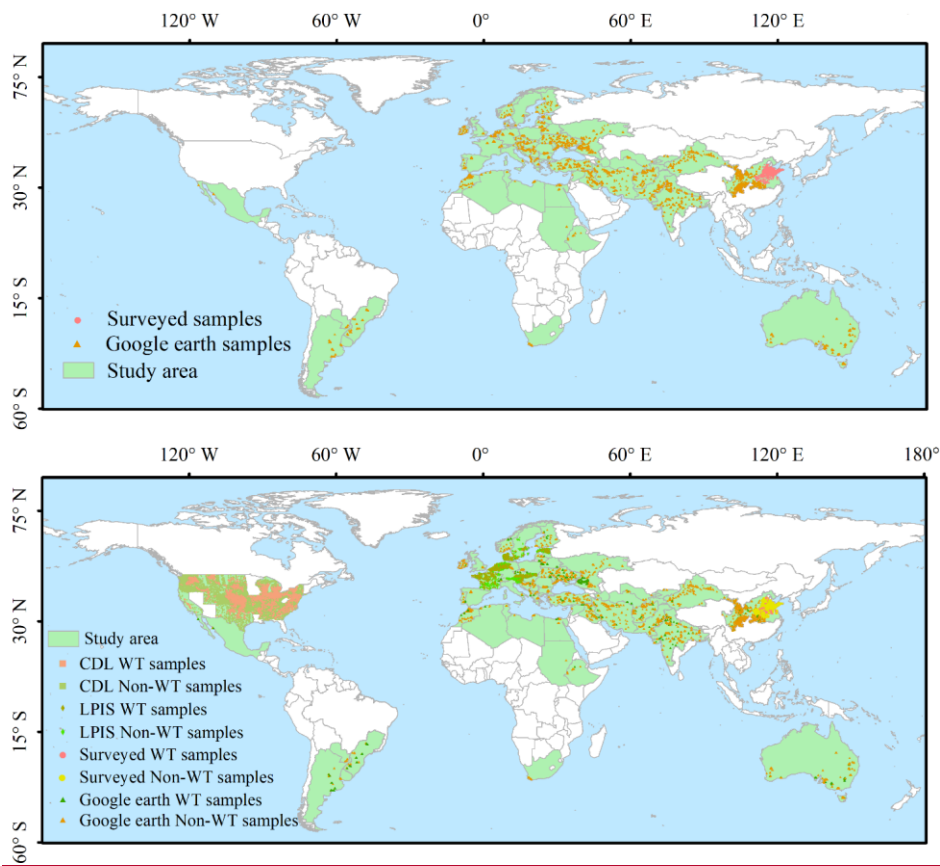 120° W 60° W 0° 60° E 120° E
75° N
30° N
15° S
60° S
Surveyed samples
Google earth samples
Study area
120° W 60° W 0° 60° E 120° E 180°
75° N
30° N
15° S
60° S
Study area
CDL WT samples
CDL Non-WT samples
LPIS WT samples
LPIS Non-WT samples
Surveyed WT samples
Surveyed Non-WT samples
Google earth WT samples
Google earth Non-WT samples